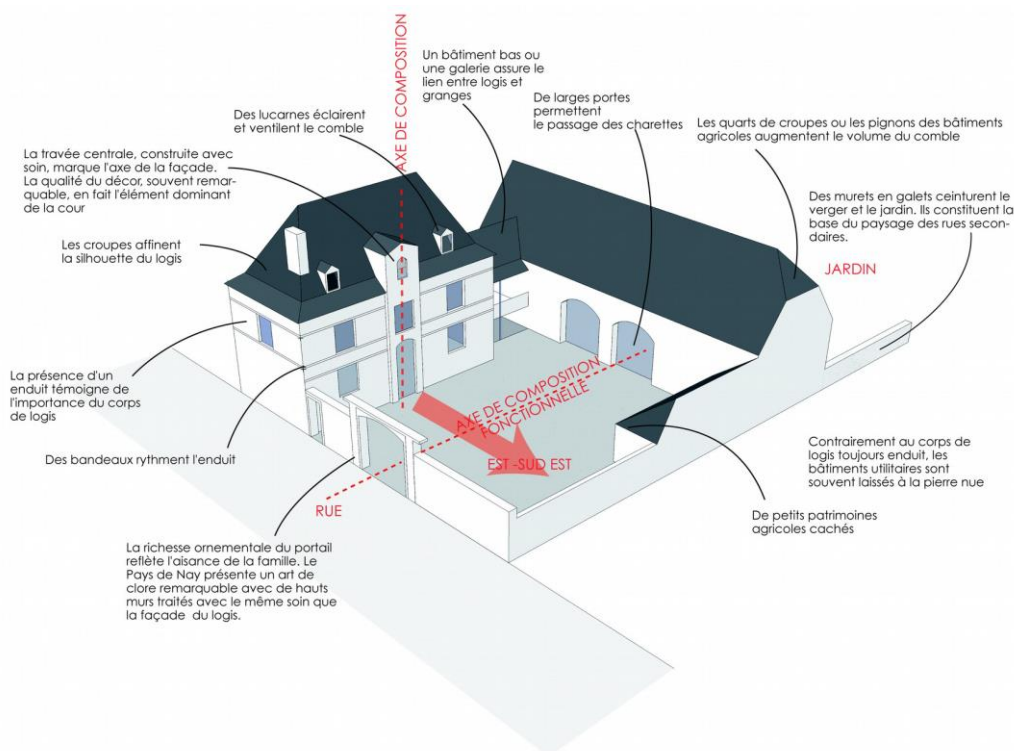 Un bâtiment bas ou
une galerie assure le
lien entre logis et
granges
AXE DE COMPOSITION
De larges portes
permettent
le passage des charettes
Des lucarnes éclairent
et ventilent le comble
Les quarts de croupes ou les pignons des bâtiments
agricoles augmentent le volume du comble
La travée centrale, construite avec
soin, marque l'axe de la façade.
La qualité du décor, souvent remar-
quable, en fait l'élément dominant
de la cour
Des murets en galets ceinturent le
verger et le jardin. Ils constituent la
base du paysage des rues secon-
daires.
Les croupes affinent
la silhouette du logis
JARDIN
La présence d'un
enduit témoigne de
l'importance du corps
de logis
AXE DE COMPOSITION
FONCTIONNELLE
Des bandeaux rythment l'enduit
EST -SUD EST
Contrairement au corps de
logis toujours enduit, les
bâtiments utilitaires sont
souvent laissés à la pierre nue
RUE
De petits patrimoines
agricoles cachés
La richesse ornementale du portail
reflète l'aisance de la famille. Le
Pays de Nay présente un art de
clore remarquable avec de hauts
murs traités avec le même soin que
la façade du logis.